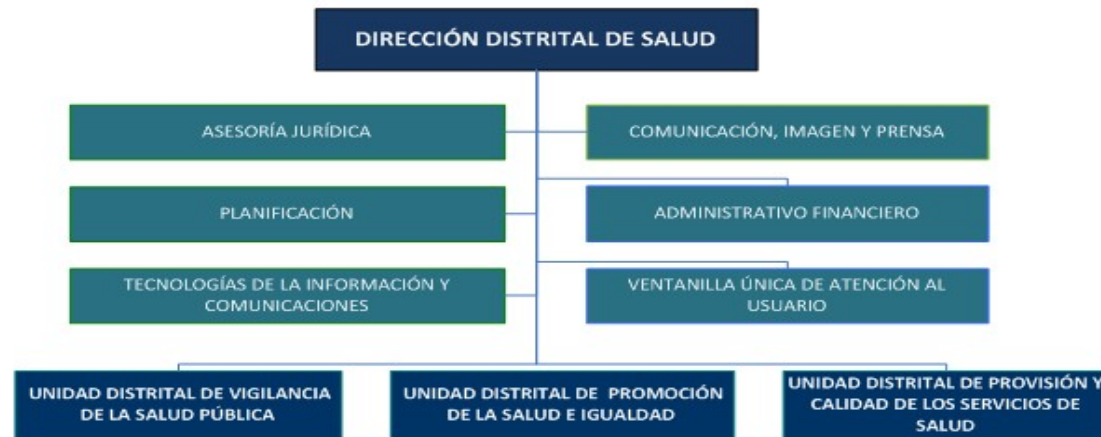 DIRECCIÓN DISTRITAL DE SALUD
ASESORÍA JURÍDICA
COMUNICACIÓN, IMAGEN Y PRENSA
PLANIFICACIÓN
ADMINISTRATIVO FINANCIERO
TECNOLOGÍAS DE LA INFORMACIÓN Y
COMUNICACIONES
VENTANILLA ÚNICA DE ATENCIÓN AL
USUARIO
UNIDAD DISTRITAL DE VIGILANCIA
DE LA SALUD PÚBLICA
UNIDAD DISTRITAL DE PROMOCIÓN
DE LA SALUD E IGUALDAD
UNIDAD DISTRITAL DE PROVISIÓN Y
CALIDAD DE LOS SERVICIOS DE
SALUD